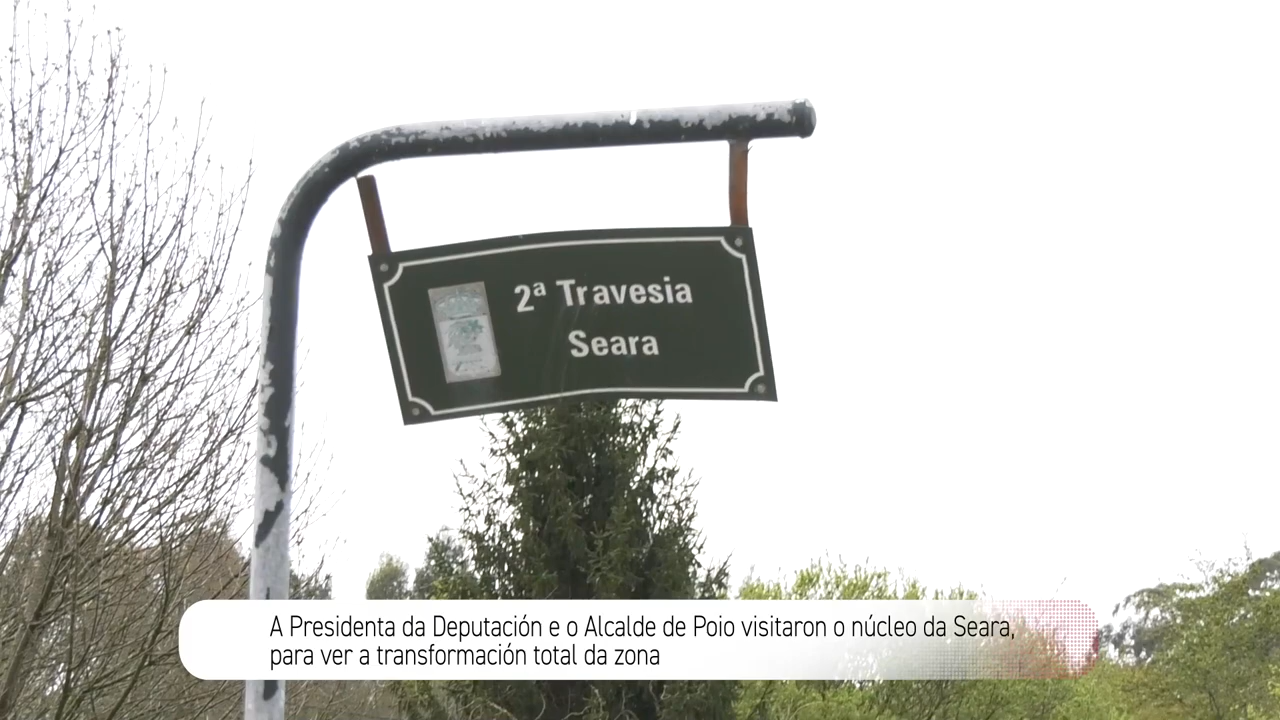 2ª Travesia
Seara
A Presidenta da Deputación e o Alcalde de Poio visitaron o núcleo da Seara,
para ver a transformación total da zona